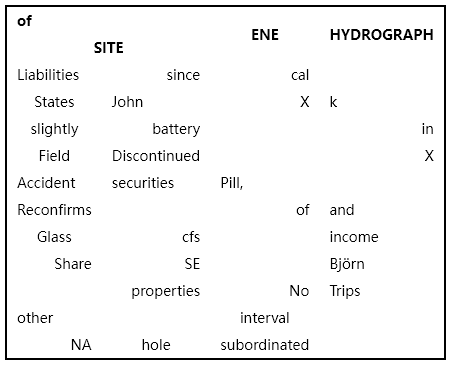 of
ENE HYDROGRAPH
SITE
Liabilities since cal
States John X k
slightly battery in
Field Discontinued X
Accident securities Pill,
Reconfirms of and
Glass cfs income
Share SE Björn
properties No Trips
other interval
NA hole subordinated